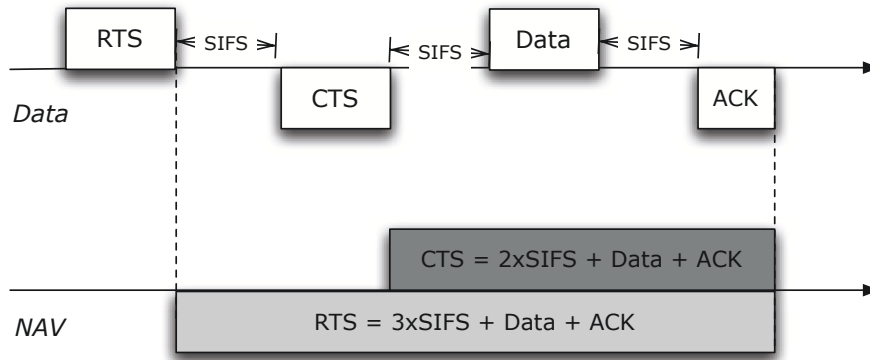 RTS
SIFS
CTS
SIFS
Data
SIFS
ACK
Data
CTS = 2xSIFS + Data + ACK
NAV
RTS = 3xSIFS + Data + ACK